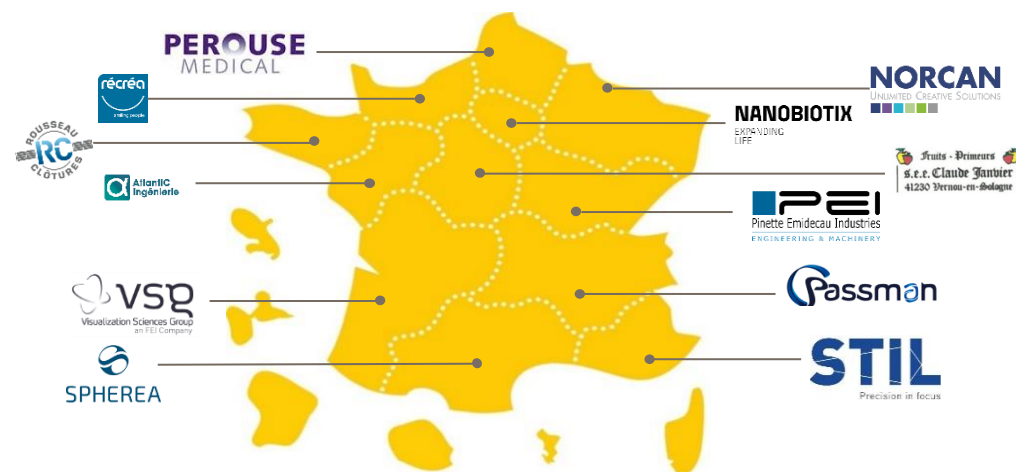 PEROUSE
MEDICAL
récréa
smiling people
ROUSSEAU
RC
CLÔTURES
AtlantIC
Ingénierie
vsg
Visualization Sciences Group
an FEI Company
SPHEREA
NORCAN
UNLIMITED CREATIVE SOLUTIONS
NANOBIOTIX
EXPANDING
LIFE
Fruits - Primeurs
s.e.e. Claude Janvier
41230 Vernou-en-Sologne
PEI
Pinette Emidecau Industries
ENGINEERING & MACHINERY
Passman
STIL
Precision in focus